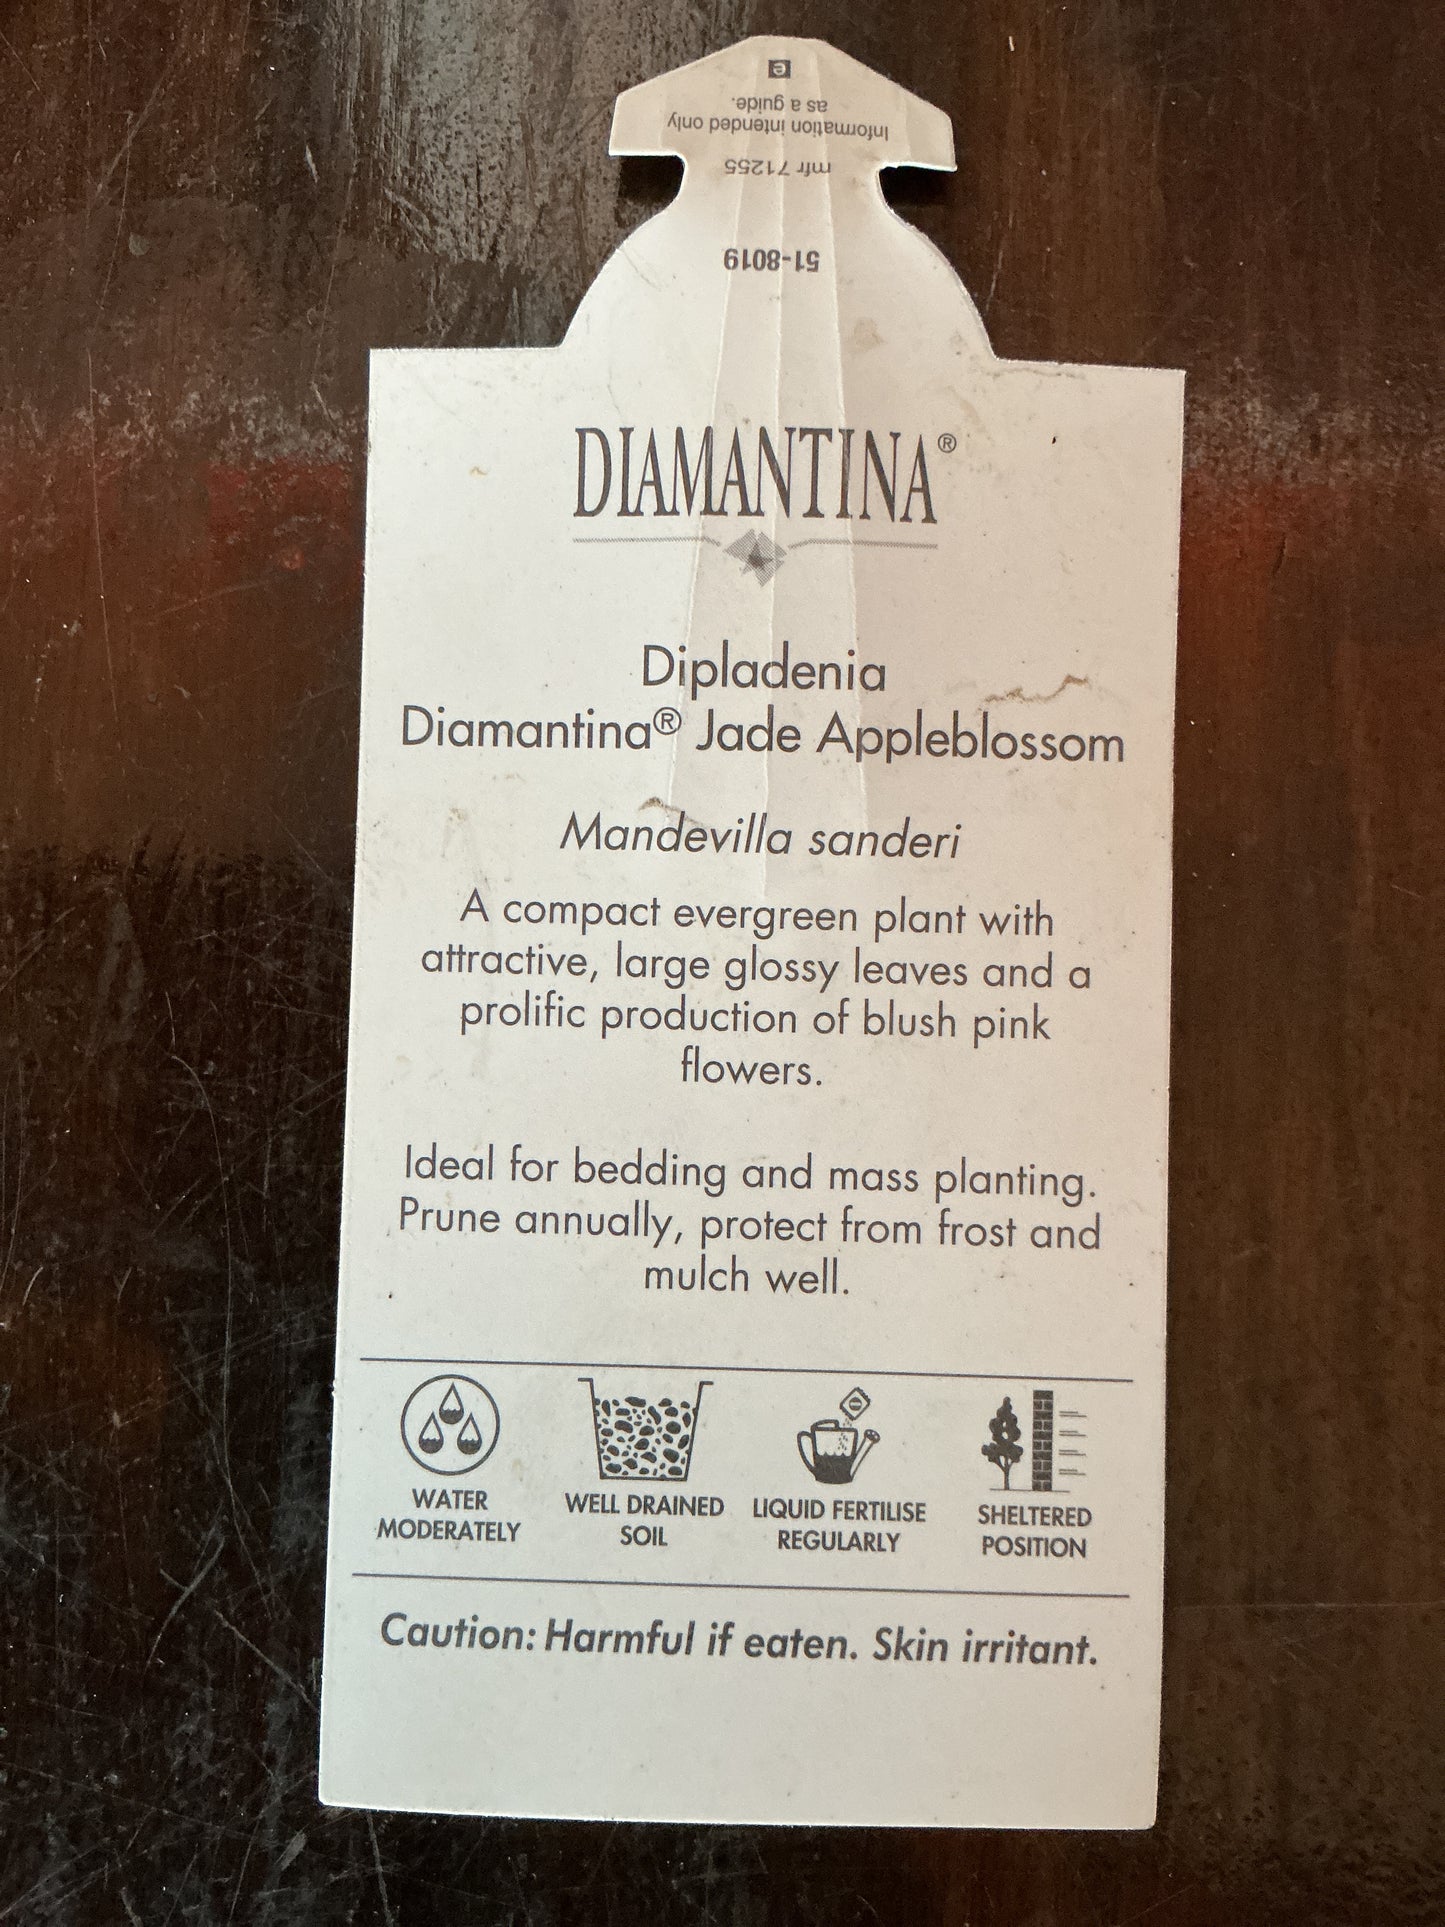 e
Information intended only
as a guide.
mfr 71255
51-8019
DIAMANTINA®
Dipladenia
Diamantina® Jade Appleblossom
Mandevilla sanderi
A compact evergreen plant with
attractive, large glossy leaves and a
prolific production of blush pink
flowers.
Ideal for bedding and mass planting.
Prune annually, protect from frost and
mulch well.
WATER
MODERATELY
WELL DRAINED
SOIL
LIQUID FERTILISE
REGULARLY
SHELTERED
POSITION
Caution: Harmful if eaten. Skin irritant.